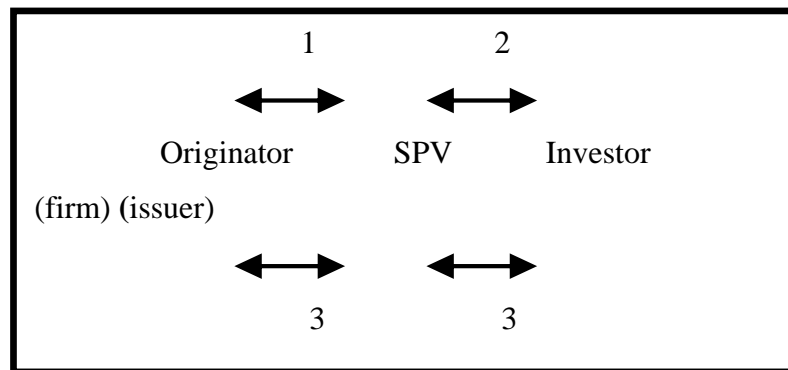 1 2
Originator SPV Investor
(firm) (issuer)
3 3